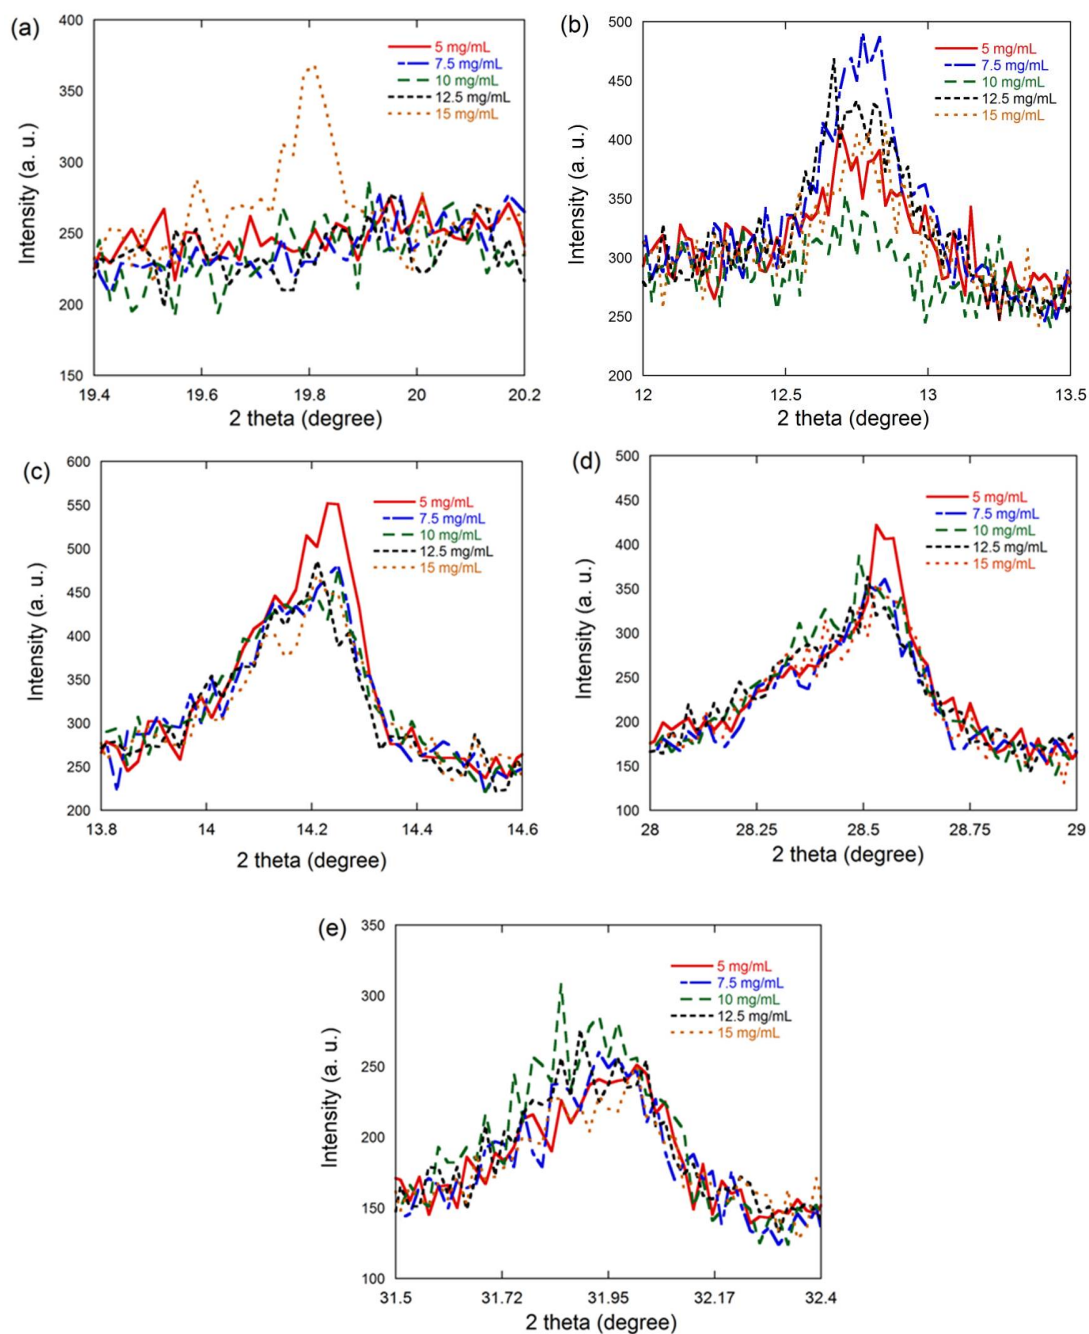 (a)
400
350
300
250
200
150
Intensity (a. u.)
5 mg/mL
7.5 mg/mL
10 mg/mL
12.5 mg/mL
15 mg/mL
19.4 19.6 19.8 20 20.2
2 theta (degree)
(b)
500
450
400
350
300
250
200
Intensity (a. u.)
5 mg/mL
7.5 mg/mL
10 mg/mL
12.5 mg/mL
15 mg/mL
12 12.5 13 13.5
2 theta (degree)
(c)
600
550
500
450
400
350
300
250
200
Intensity (a. u.)
5 mg/mL
7.5 mg/mL
10 mg/mL
12.5 mg/mL
15 mg/mL
13.8 14 14.2 14.4 14.6
2 theta (degree)
(d)
500
450
400
350
300
250
200
150
100
Intensity (a. u.)
5 mg/mL
7.5 mg/mL
10 mg/mL
12.5 mg/mL
15 mg/mL
28 28.25 28.5 28.75 29
2 theta (degree)
(e)
350
300
250
200
150
100
Intensity (a. u.)
5 mg/mL
7.5 mg/mL
10 mg/mL
12.5 mg/mL
15 mg/mL
31.5 31.72 31.95 32.17 32.4
2 theta (degree)